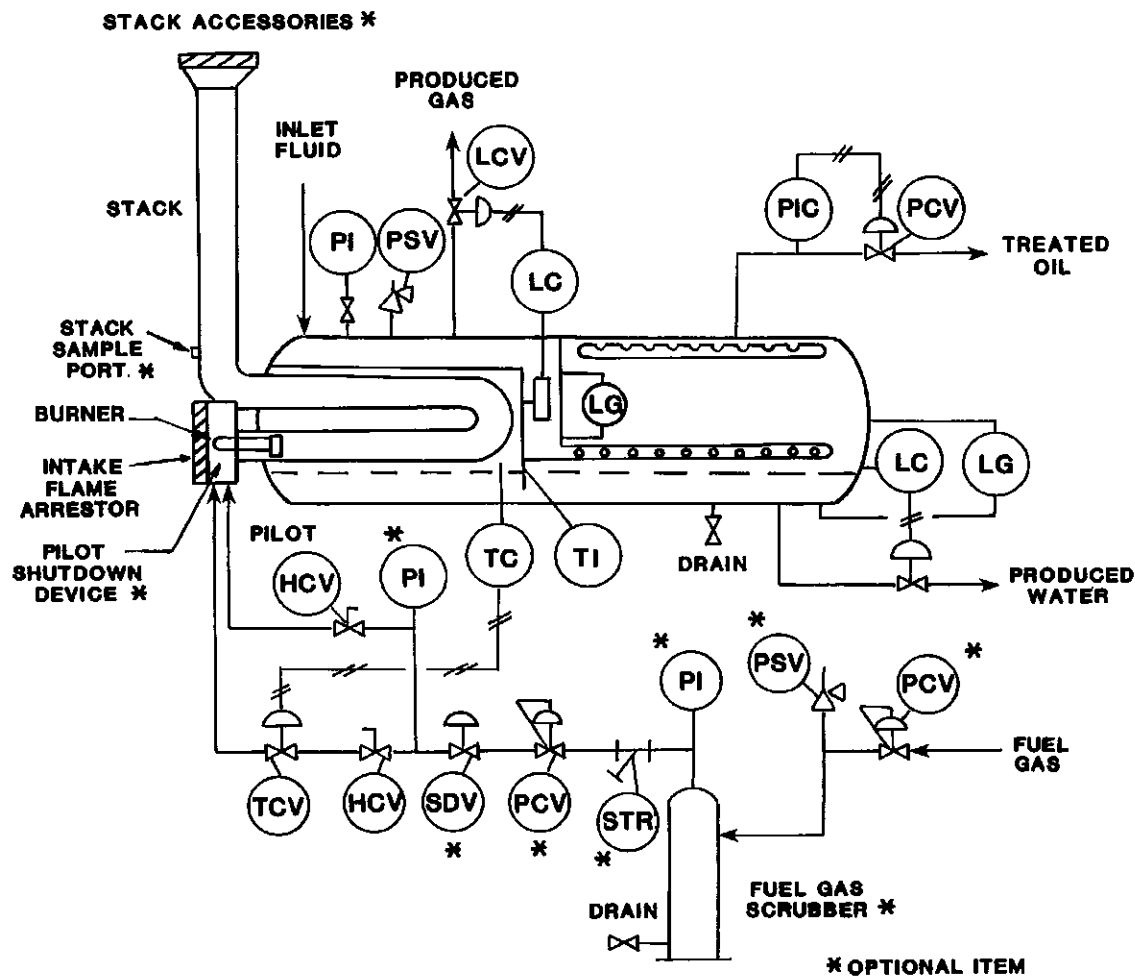 STACK ACCESSORIES *
PRODUCED
GAS
INLET
FLUID
LCV
STACK
PI
PSV
LC
PIC
PCV
TREATED
OIL
STACK
SAMPLE
PORT. *
BURNER
INTAKE
FLAME
ARRESTOR
PILOT
SHUTDOWN
DEVICE *
LG
LC
LG
PILOT
HCV
*
PI
TC
TI
DRAIN
PRODUCED
WATER
*
PI
*
PSV
*
PCV
FUEL
GAS
TCV
HCV
SDV
*
PCV
*
STR
*
DRAIN
FUEL GAS
SCRUBBER *
* OPTIONAL ITEM